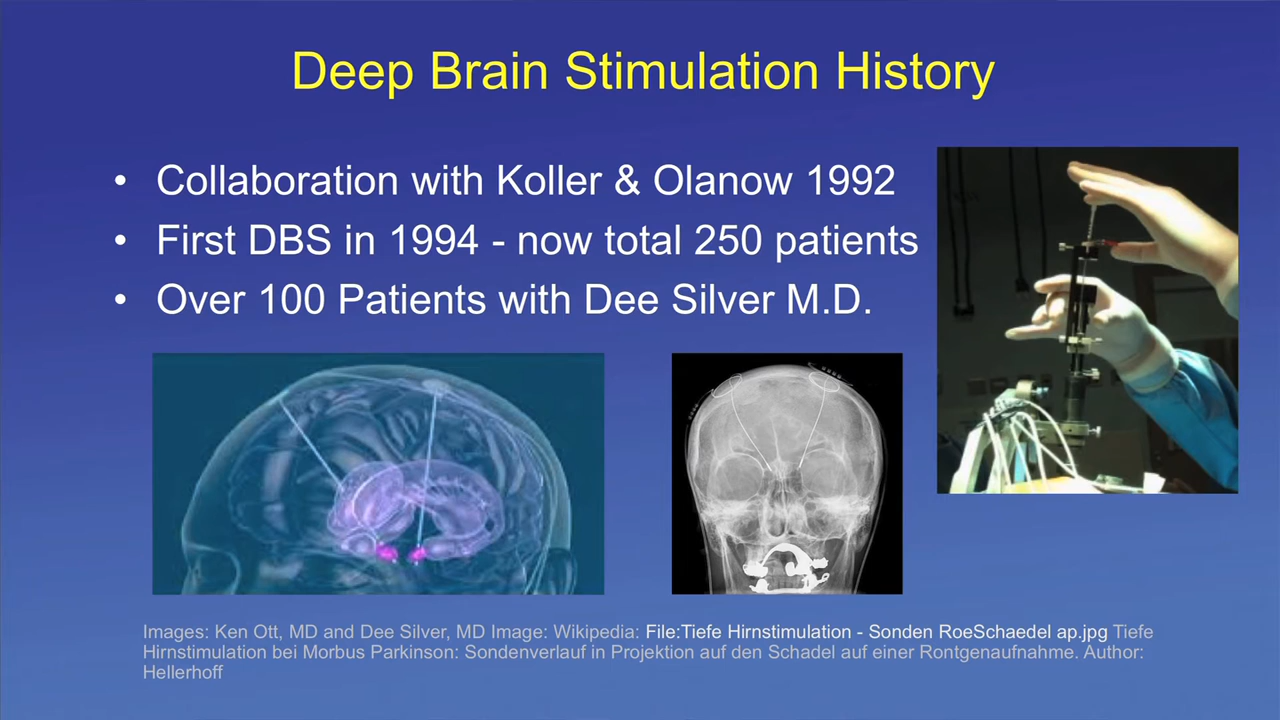 Deep Brain Stimulation History
• Collaboration with Koller & Olanow 1992
• First DBS in 1994 - now total 250 patients
• Over 100 Patients with Dee Silver M.D.
Images: Ken Ott, MD and Dee Silver, MD Image: Wikipedia: File:Tiefe Hirnstimulation - Sonden RoeSchaedel ap.jpg Tiefe
Hirnstimulation bei Morbus Parkinson: Sondenverlauf in Projektion auf den Schadel auf einer Rontgenaufnahme. Author:
Hellerhoff